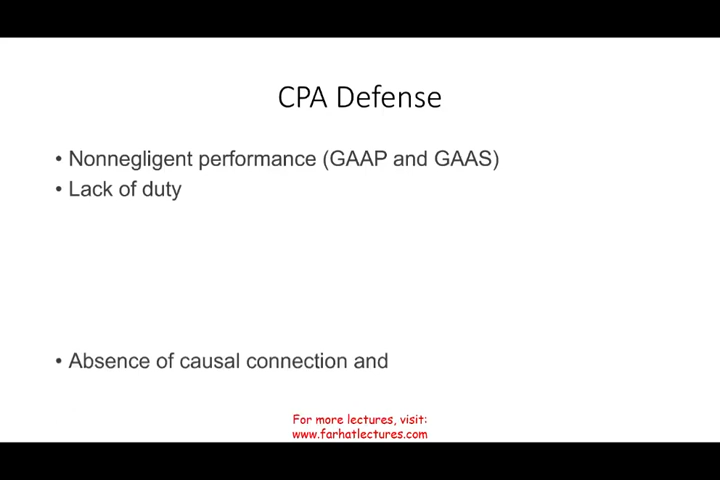 CPA Defense
• Nonnegligent performance (GAAP and GAAS)
• Lack of duty
• Absence of causal connection and
For more lectures, visit:
www.farhatlectures.com